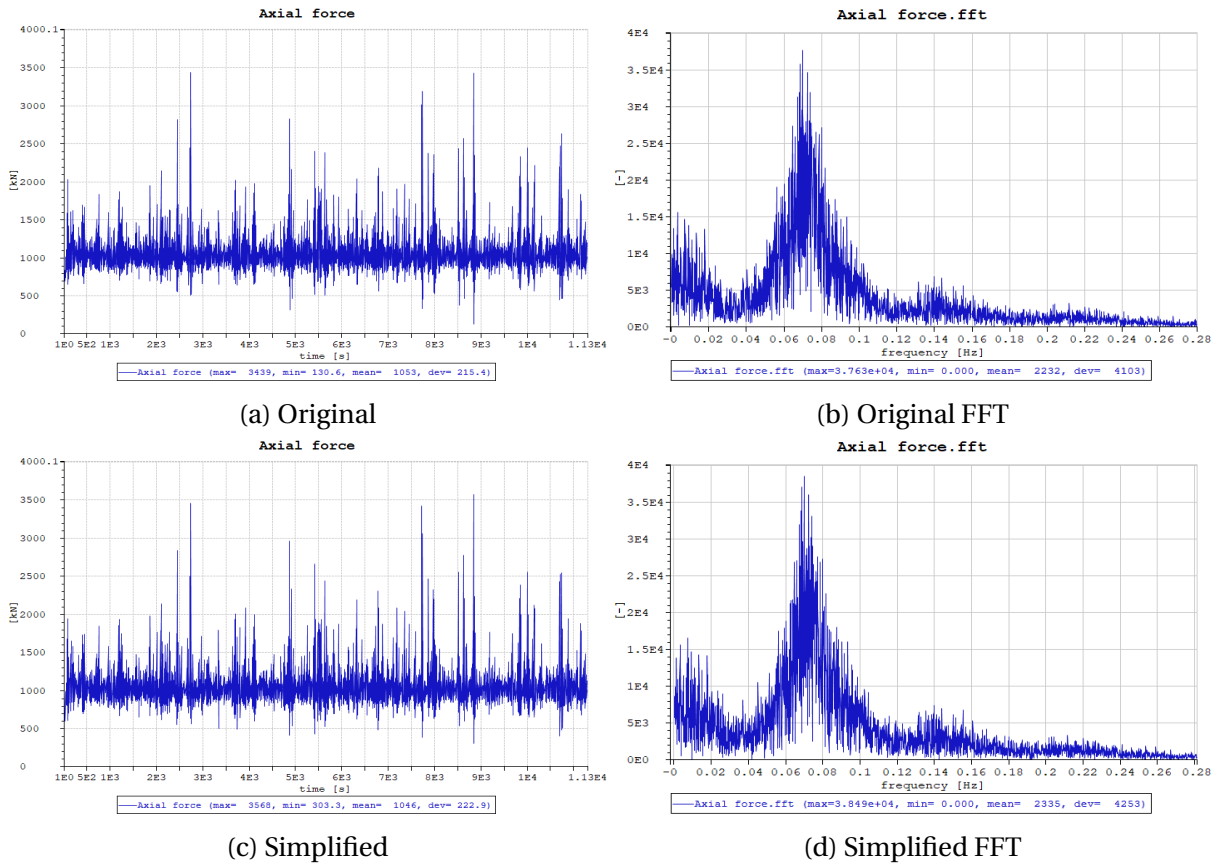 Axial force
4000.1
3500
3000
2500
2000
1500
1000
500
0
[kN]
1E0 5E2 1E3 2E3 3E3 5E3 6E3 7E3 8E3 9E3 1E4 1.13E4
time [s]
Axial force (max= 3439, min= 130.6, mean= 1053, dev= 215.4)
(a) Original
Axial force.fft
4E4
3.5E4
3E4
2.5E4
2E4
1.5E4
1E4
5E3
0E0
[-]
-0 0.02 0.04 0.06 0.08 0.1 0.12 0.14 0.16 0.18 0.2 0.22 0.24 0.26 0.28
frequency [Hz]
Axial force.fft (max=3.763e+04, min= 0.000, mean= 2232, dev= 4103)
(b) Original FFT
Axial force
4000.1
3500
3000
2500
2000
1500
1000
500
0
[kN]
1E0 5E2 1E3 2E3 3E3 5E3 6E3 7E3 8E3 9E3 1E4 1.13E4
time [s]
Axial force (max= 3568, min= 303.3, mean= 1046, dev= 222.9)
(c) Simplified
Axial force.fft
4E4
3.5E4
3E4
2.5E4
2E4
1.5E4
1E4
5E3
0E0
[-]
-0 0.02 0.04 0.06 0.08 0.1 0.12 0.14 0.16 0.18 0.2 0.22 0.24 0.26 0.28
frequency [Hz]
Axial force.fft (max=3.849e+04, min= 0.000, mean= 2335, dev= 4253)
(d) Simplified FFT